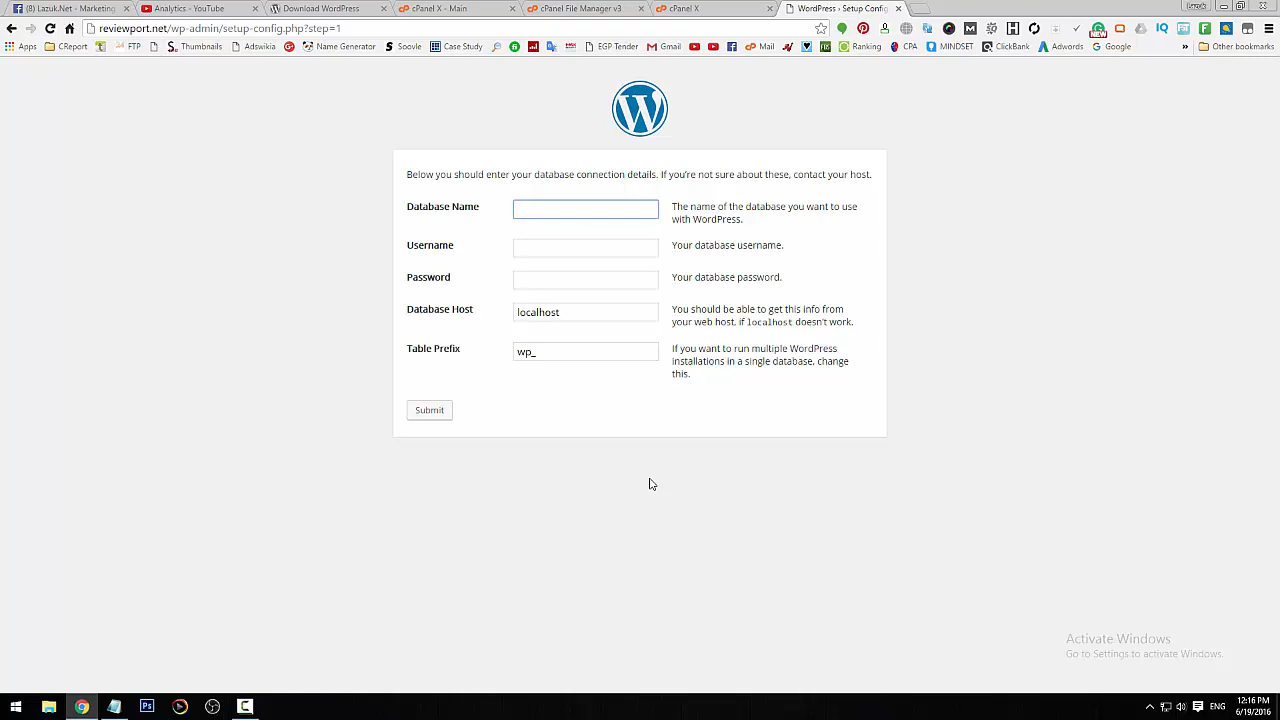 (8) Lazuk.Net - Marketing
Analytics - YouTube
Download WordPress
cPanel X - Main
cPanel File Manager v3
cPanel X
WordPress › Setup Config
reviewport.net/wp-admin/setup-config.php?step=1
Apps
CReport
FTP
Thumbnails
Adswikia
Name Generator
Spoovle
Case Study
EGP Tender
Gmail
Mail
Ranking
CPA
MINDSET
ClickBank
Adwords
Google
»
Other bookmarks
W
Below you should enter your database connection details. If you're not sure about these, contact your host.
Database Name
The name of the database you want to use
with WordPress.
Username
Your database username.
Password
Your database password.
Database Host
localhost
You should be able to get this info from
your web host, if localhost doesn't work.
Table Prefix
wp_
If you want to run multiple WordPress
installations in a single database, change
this.
Submit
Activate Windows
Go to Settings to activate Windows.
ENG
12:16 PM
6/19/2016